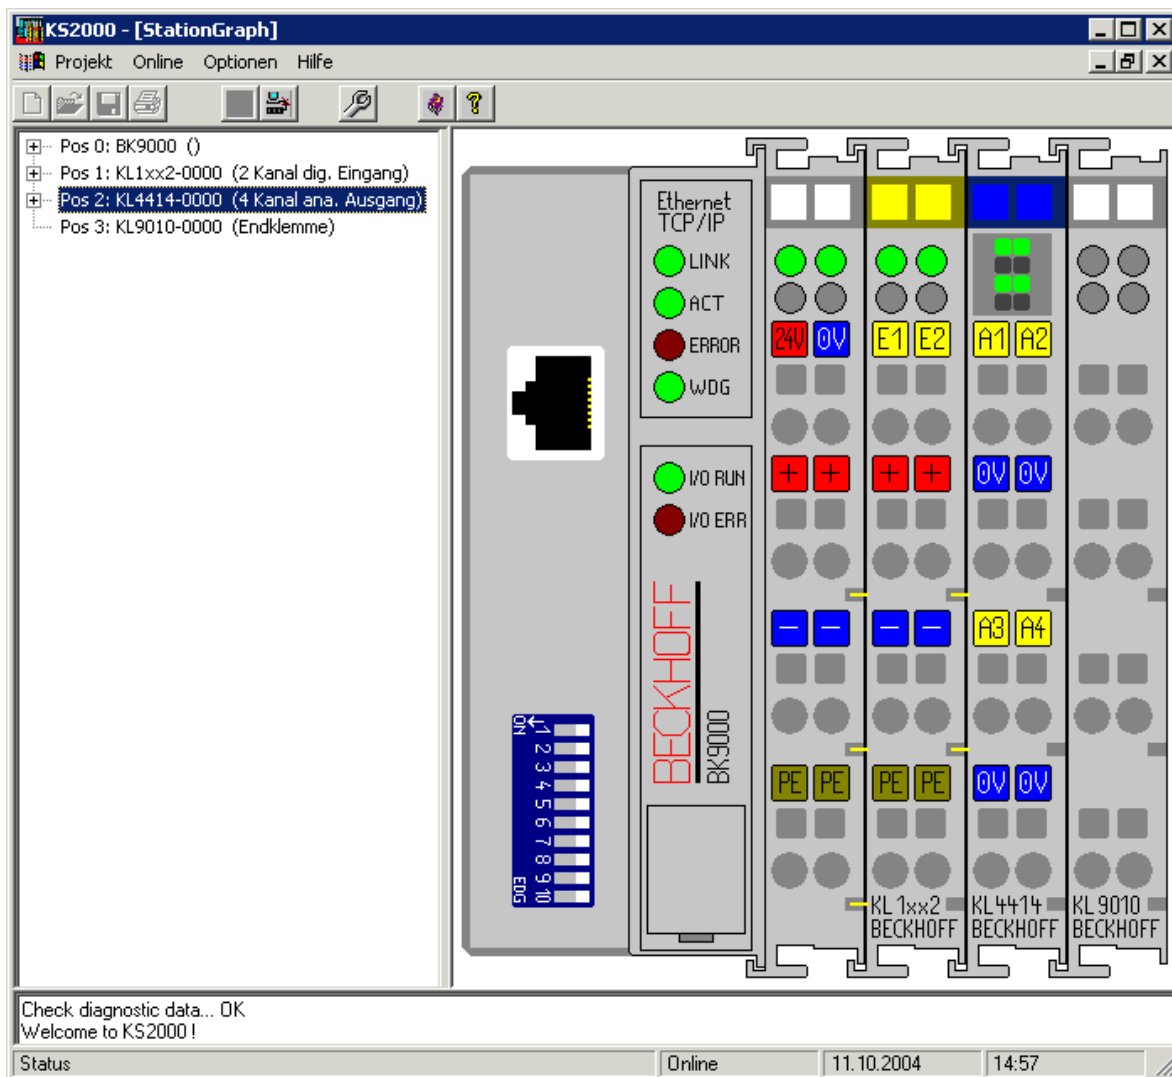 KS2000 - [StationGraph]
Projekt Online Optionen Hilfe
Pos 0: BK9000 ()
Pos 1: KL1xx2-0000 (2 Kanal dig. Eingang)
Pos 2: KL4414-0000 (4 Kanal ana. Ausgang)
Pos 3: KL9010-0000 (Endklemme)
Ethernet
TCP/IP
LINK
ACT
ERROR
WDG
I/O RUN
I/O ERR
BECKHOFF
BK9000
ON
1 2 3 4 5 6 7 8 9 10
EDG
24V 0V E1 E2 A1 A2
+ + + + 0V 0V
- - - - A3 A4
PE PE PE PE 0V 0V
KL1xx2 KL4414 KL9010
BECKHOFF BECKHOFF BECKHOFF
Check diagnostic data... OK
Welcome to KS2000 !
Status Online 11.10.2004 14:57